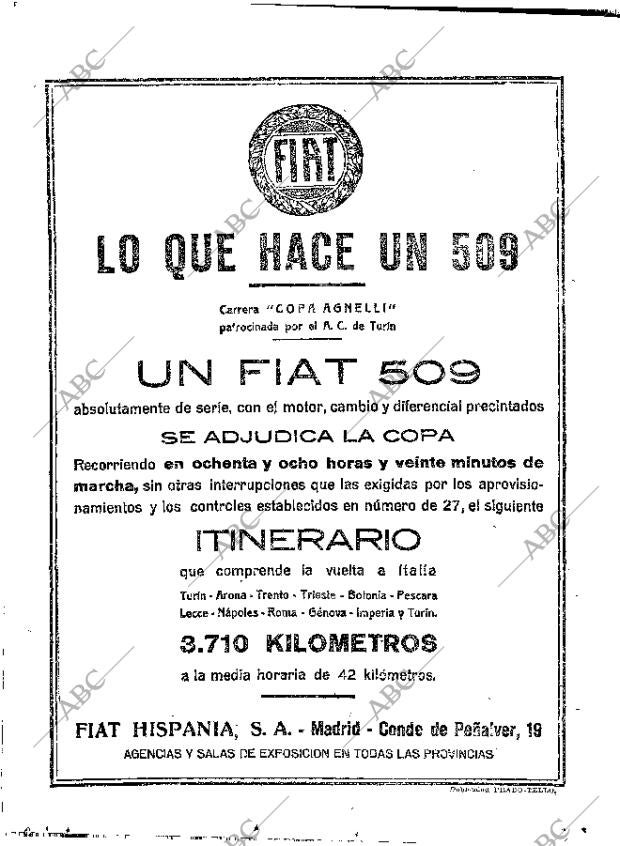 FIAT
LO QUE HACE UN 509
Carrera "COPA AGNELLI"
patrocinada por el A. C. de Turín
UN FIAT 509
absolutamente de serie, con el motor, cambio y diferencial precintados
SE ADJUDICA LA COPA
Recorriendo en ochenta y ocho horas y veinte minutos de
marcha, sin otras interrupciones que las exigidas por los aprovisio-
namientos y los controles establecidos en número de 27, el siguiente
ITINERARIO
que comprende la vuelta a Italia
Turín - Arona - Trento - Trieste - Bolonia - Pescara
Lecce - Nápoles - Roma - Génova - Imperia y Turín.
3.710 KILOMETROS
a la media horaria de 42 kilómetros.
FIAT HISPANIA, S. A. - Madrid - Conde de Peñalver, 19
AGENCIAS Y SALAS DE EXPOSICION EN TODAS LAS PROVINCIAS
Publicidad PRADO-TELLO